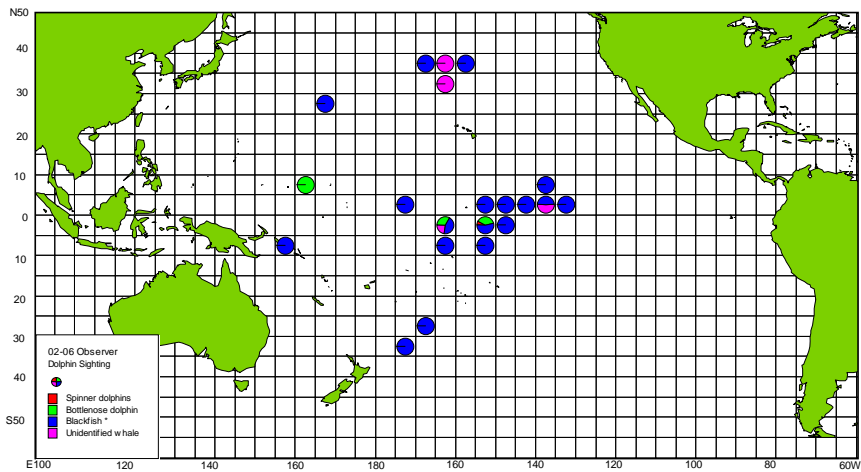 N50
40
30
20
10
0
10
20
30
40
S50
02-06 Observer
Dolphin Sighting
Spinner dolphins
Bottlenose dolphin
Blackfish *
Unidentified whale
E100 120 140 160 180 160 140 120 100 80 60W